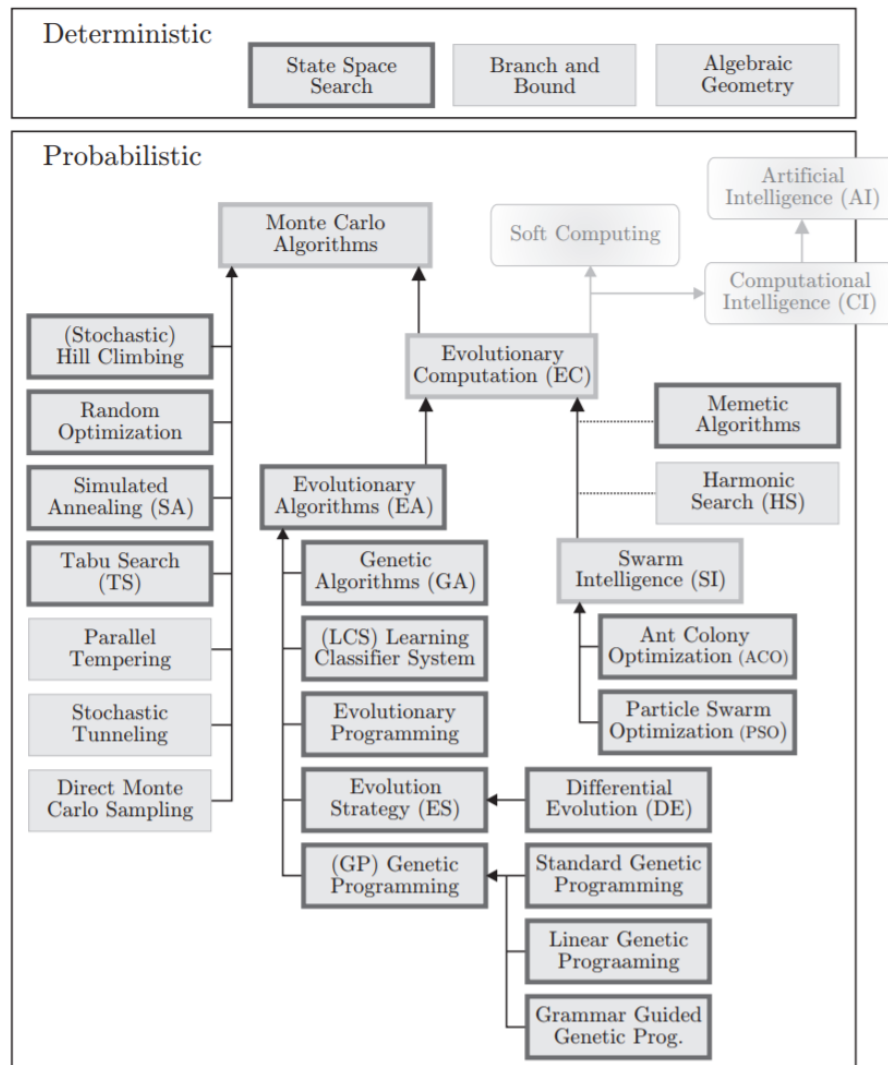 Deterministic
State Space
Search
Branch and
Bound
Algebraic
Geometry
Probabilistic
Artificial
Intelligence (AI)
Monte Carlo
Algorithms
Soft Computing
Computational
Intelligence (CI)
(Stochastic)
Hill Climbing
Evolutionary
Computation (EC)
Random
Optimization
Memetic
Algorithms
Simulated
Annealing (SA)
Evolutionary
Algorithms (EA)
Harmonic
Search (HS)
Tabu Search
(TS)
Genetic
Algorithms (GA)
Swarm
Intelligence (SI)
Parallel
Tempering
(LCS) Learning
Classifier System
Ant Colony
Optimization (ACO)
Stochastic
Tunneling
Evolutionary
Programming
Particle Swarm
Optimization (PSO)
Direct Monte
Carlo Sampling
Evolution
Strategy (ES)
Differential
Evolution (DE)
(GP) Genetic
Programming
Standard Genetic
Programming
Linear Genetic
Prograaming
Grammar Guided
Genetic Prog.